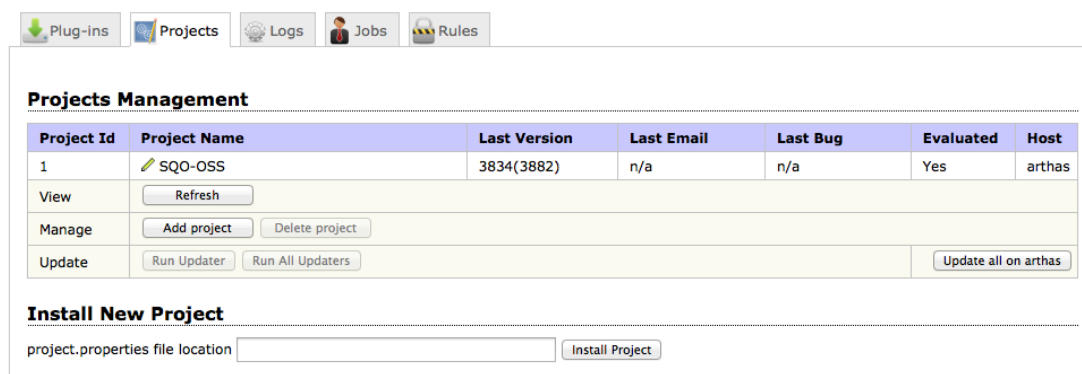 Plug-ins Projects Logs Jobs Rules
Projects Management
Project Id Project Name Last Version Last Email Last Bug Evaluated Host
1 SQO-OSS 3834(3882) n/a n/a Yes arthas
View Refresh
Manage Add project Delete project
Update Run Updater Run All Updaters Update all on arthas
Install New Project
project.properties file location Install Project